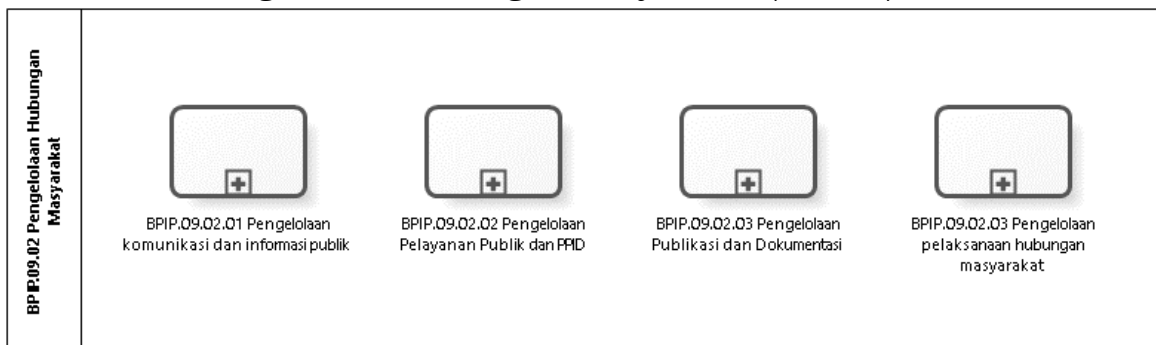 BPIP.09.02 Pengelolaan Hubungan
Masyarakat
BPIP.09.02.01 Pengelolaan
komunikasi dan informasi publik
BPIP.09.02.02 Pengelolaan
Pelayanan Publik dan PPID
BPIP.09.02.03 Pengelolaan
Publikasi dan Dokumentasi
BPIP.09.02.03 Pengelolaan
pelaksanaan hubungan
masyarakat